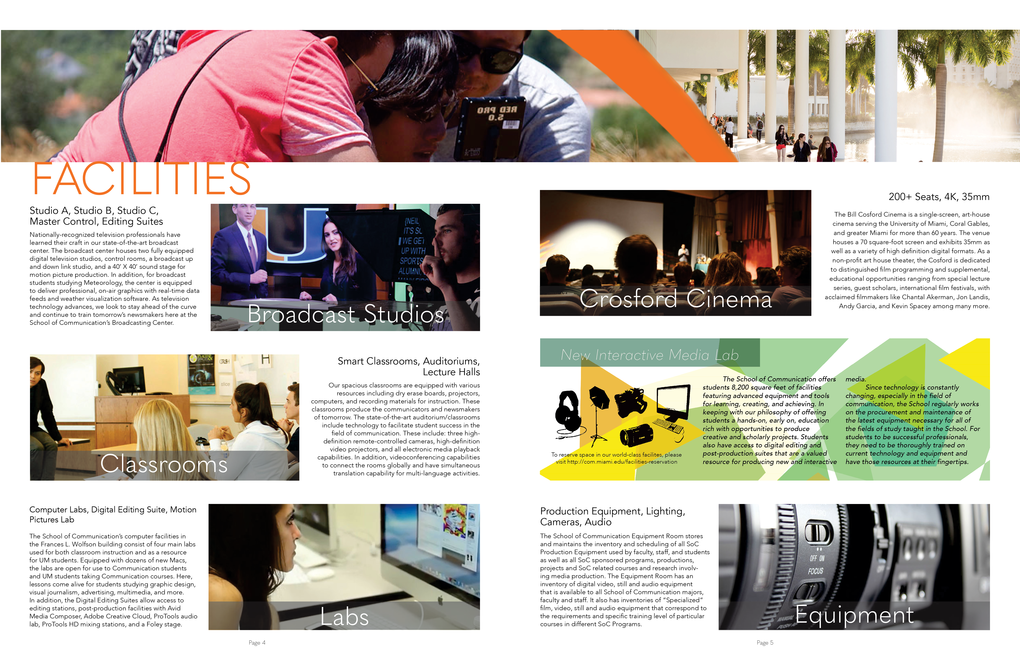 RED PRO
5.0
FACILITIES
Studio A, Studio B, Studio C,
Master Control, Editing Suites
Nationally-recognized television professionals have
learned their craft in our state-of-the-art broadcast
center. The broadcast center houses two fully equipped
digital television studios, control rooms, a broadcast up
and down link studio, and a 40' X 40' sound stage for
motion picture production. In addition, for broadcast
students studying Meteorology, the center is equipped
to deliver professional, on-air graphics with real-time data
feeds and weather visualization software. As television
technology advances, we look to stay ahead of the curve
and continue to train tomorrow's newsmakers here at the
School of Communication's Broadcasting Center.
IT'S
WE GET
UP WITH
SPORTS
ALUMNI
Broadcast Studios
Smart Classrooms, Auditoriums,
Lecture Halls
Our spacious classrooms are equipped with various
resources including dry erase boards, projectors,
computers, and recording materials for instruction. These
classrooms produce the communicators and newsmakers
of tomorrow. The state-of-the-art auditorium/classrooms
include technology to facilitate student success in the
field of communication. These include: three high-
definition remote-controlled cameras, high-definition
video projectors, and all electronic media playback
capabilities. In addition, videoconferencing capabilities
to connect the rooms globally and have simultaneous
translation capability for multi-language activities.
Classrooms
Computer Labs, Digital Editing Suite, Motion
Pictures Lab
The School of Communication's computer facilities in
the Frances L. Wolfson building consist of four main labs
used for both classroom instruction and as a resource
for UM students. Equipped with dozens of new Macs,
the labs are open for use to Communication students
and UM students taking Communication courses. Here,
lessons come alive for students studying graphic design,
visual journalism, advertising, multimedia, and more.
In addition, the Digital Editing Suites allow access to
editing stations, post-production facilities with Avid
Media Composer, Adobe Creative Cloud, ProTools audio
lab, ProTools HD mixing stations, and a Foley stage.
Labs
Page 4
Crosford Cinema
200+ Seats, 4K, 35mm
The Bill Cosford Cinema is a single-screen, art-house
cinema serving the University of Miami, Coral Gables,
and greater Miami for more than 60 years. The venue
houses a 70 square-foot screen and exhibits 35mm as
well as a variety of high definition digital formats. As a
non-profit art house theater, the Cosford is dedicated
to distinguished film programming and supplemental,
educational opportunities ranging from special lecture
series, guest scholars, international film festivals, with
acclaimed filmmakers like Chantal Akerman, Jon Landis,
Andy Garcia, and Kevin Spacey among many more.
New Interactive Media Lab
To reserve space in our world-class facilites, please
visit http://com.miami.edu/facilities-reservation
The School of Communication offers
students 8,200 square feet of facilities
featuring advanced equipment and tools
for learning, creating, and achieving. In
keeping with our philosophy of offering
students a hands-on, early on, education
rich with opportunities to produce
creative and scholarly projects. Students
also have access to digital editing and
post-production suites that are a valued
resource for producing new and interactive
media.
Since technology is constantly
changing, especially in the field of
communication, the School regularly works
on the procurement and maintenance of
the latest equipment necessary for all of
the fields of study taught in the School. For
students to be successful professionals,
they need to be thoroughly trained on
current technology and equipment and
have those resources at their fingertips.
Production Equipment, Lighting,
Cameras, Audio
The School of Communication Equipment Room stores
and maintains the inventory and scheduling of all SoC
Production Equipment used by faculty, staff, and students
as well as all SoC sponsored programs, productions,
projects and SoC related courses and research involv-
ing media production. The Equipment Room has an
inventory of digital video, still and audio equipment
that is available to all School of Communication majors,
faculty and staff. It also has inventories of "Specialized"
film, video, still and audio equipment that correspond to
the requirements and specific training level of particular
courses in different SoC Programs.
OFF ON
FOCUS
Equipment
Page 5